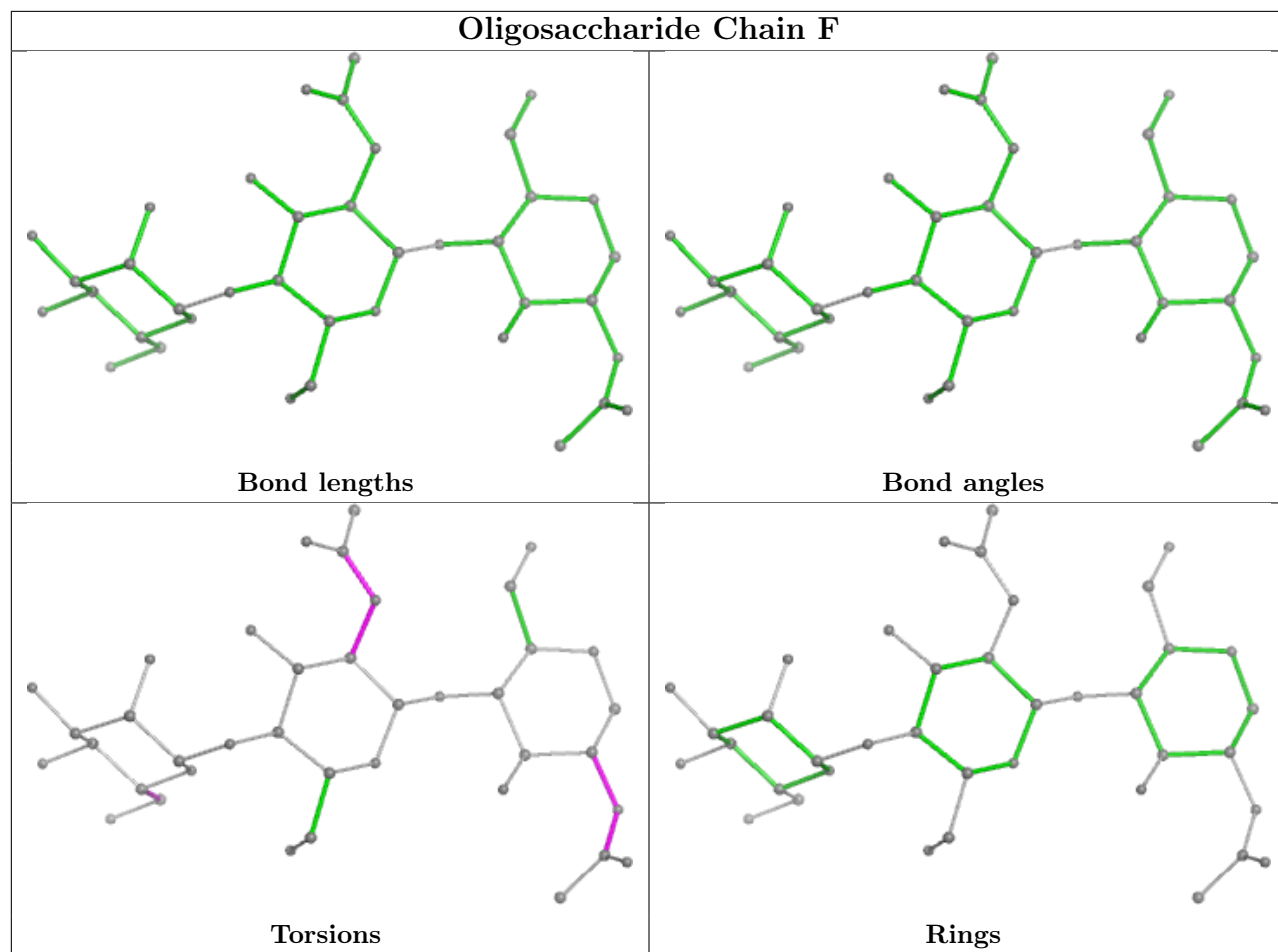 Oligosaccharide Chain F
Bond lengths
Bond angles
Torsions
Rings